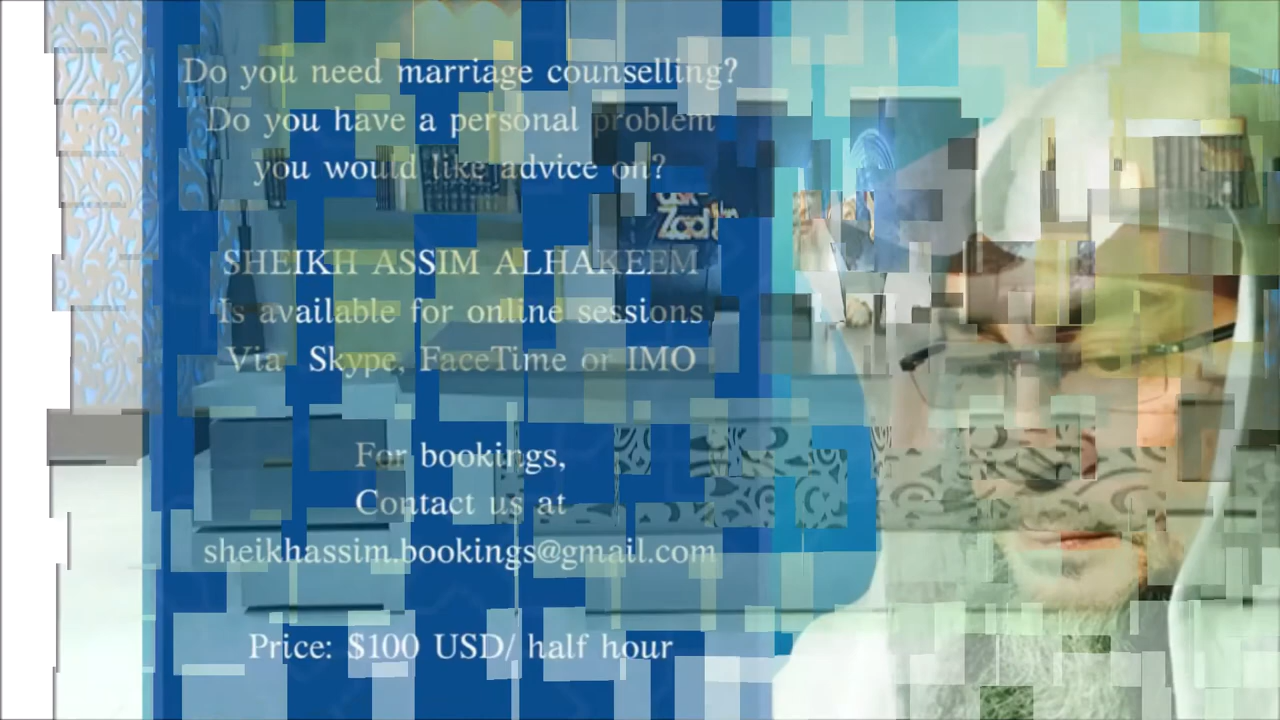 Do you need marriage counselling?
Do you have a personal problem
you would like advice on?
SHEIKH ASSIM ALHAKEEM
Is available for online sessions
Via Skype, FaceTime or IMO
For bookings,
Contact us at
sheikhassim.bookings@gmail.com
Price: $100 USD/ half hour
Zad